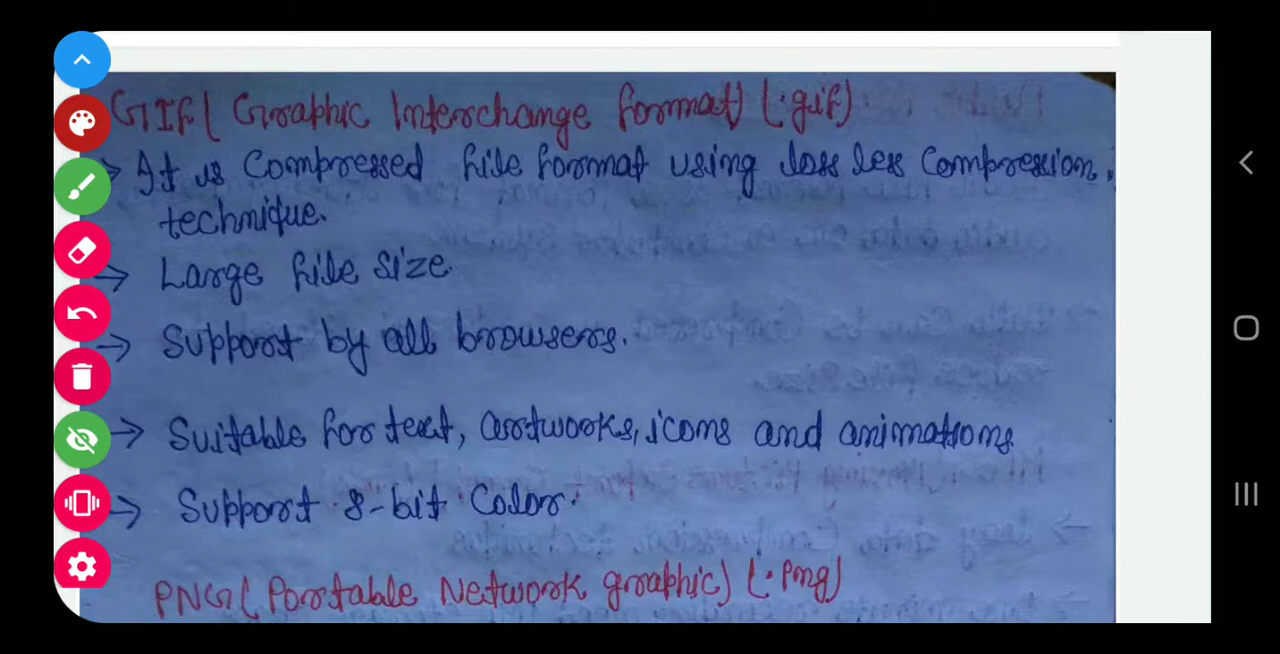 GIF( Graphic Interchange format) (.gif)
→ It is Compressed file format using loss less Compression
technique.
→ Large file size
→ Support by all browsers.
→ Suitable for text, artworks, icons and animations
→ Support 8-bit Color.
PNG(Portable Network graphic) (.png)